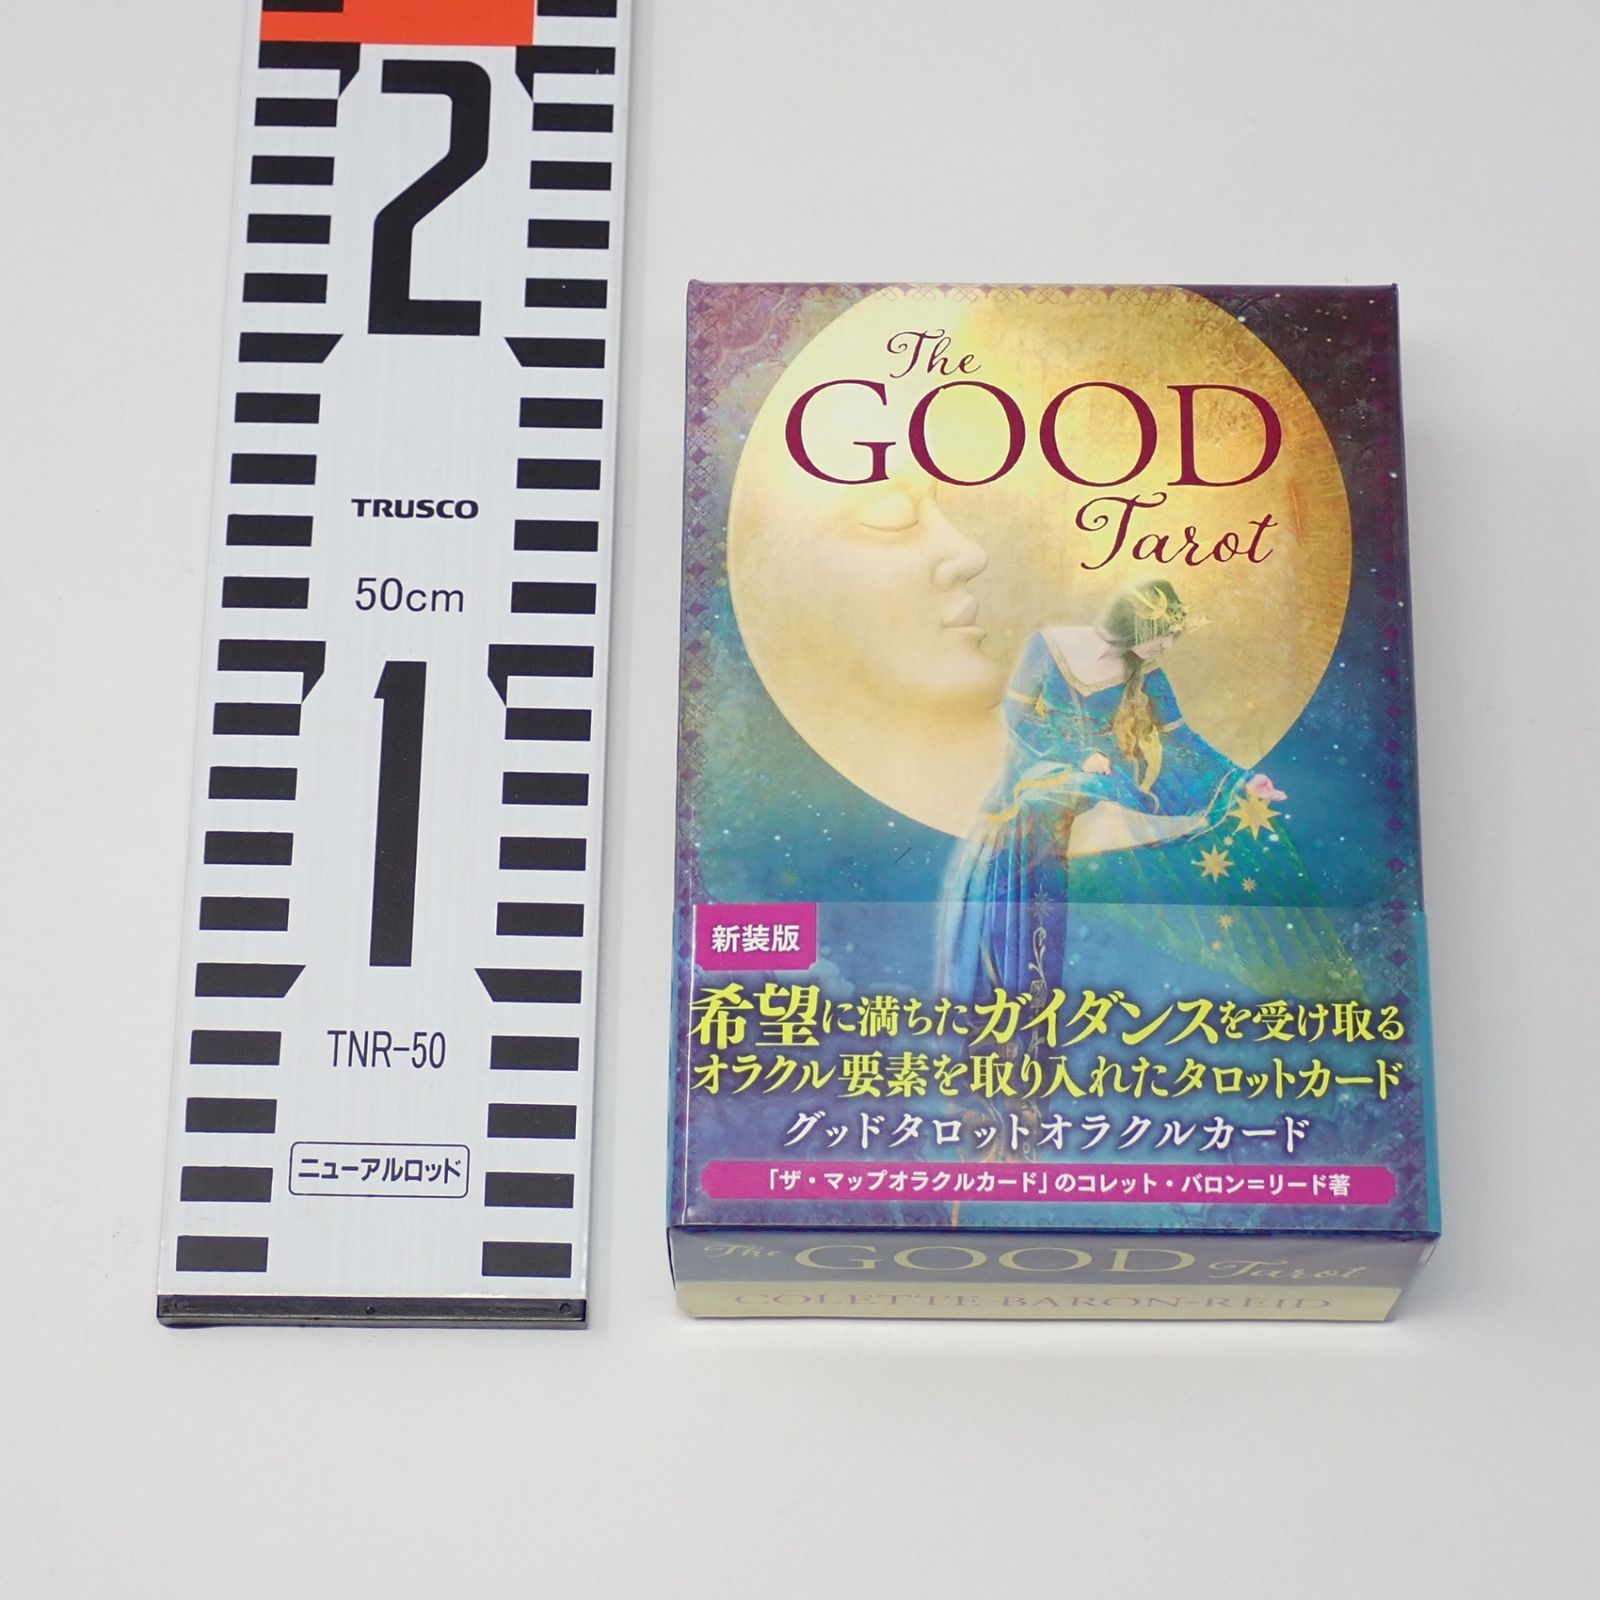 2
TRUSCO
50cm
1
TNR-50
ニューアルロッド
The
GOOD
Tarot
新装版
希望に満ちたガイダンスを受け取る
オラクル要素を取り入れたタロットカード
グッドタロットオラクルカード
「ザ・マップオラクルカード」のコレット・バロン＝リード著
The GOOD Tarot
COLETTE BARON-REID